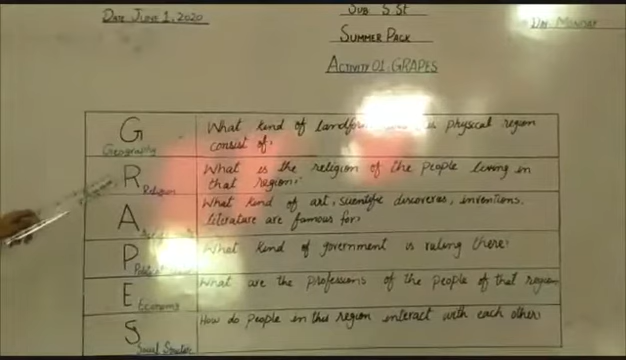 Date June 1, 2020
Sub: S.St
Day. Monday
Summer Pack
Activity 01: GRAPES
G
Geography
What kind of physical region
consist of.
R
Religion
What is the religion of the people living in
that region.
A
What kind of art, scientific discoveres, inventions,
literature are famous for.
P
What kind of government is ruling there.
E
Economy
What are the professions of the people of that region
S
Social Structure
How do people in this region interact with each other.